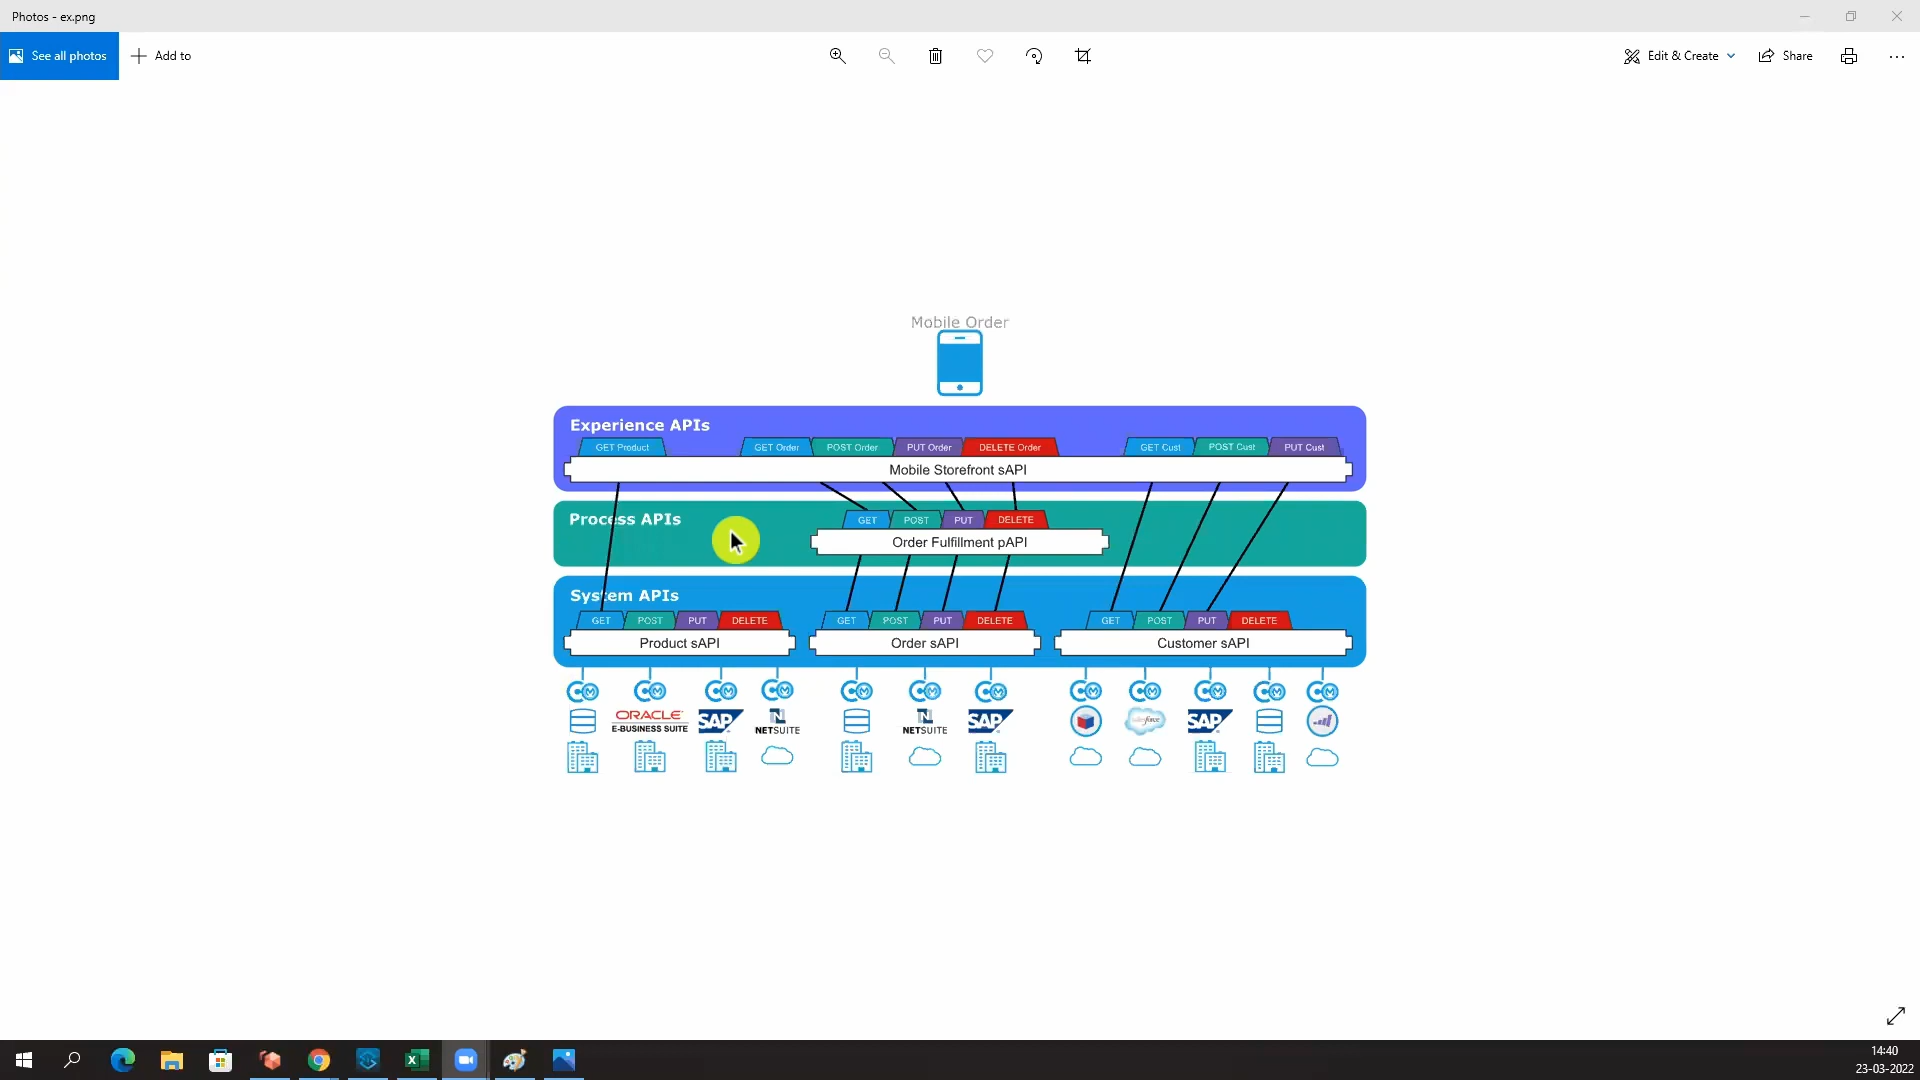 Photos - ex.png
See all photos
Add to
Edit & Create
Share
Mobile Order
Experience APIs
GET Product
GET Order
POST Order
PUT Order
DELETE Order
GET Cust
POST Cust
PUT Cust
Mobile Storefront sAPI
Process APIs
GET
POST
PUT
DELETE
Order Fulfillment pAPI
System APIs
GET
POST
PUT
DELETE
GET
POST
PUT
DELETE
GET
POST
PUT
DELETE
Product sAPI
Order sAPI
Customer sAPI
ORACLE
E-BUSINESS SUITE
SAP
N
NETSUITE
N
NETSUITE
SAP
salesforce
SAP
14:40
23-03-2022